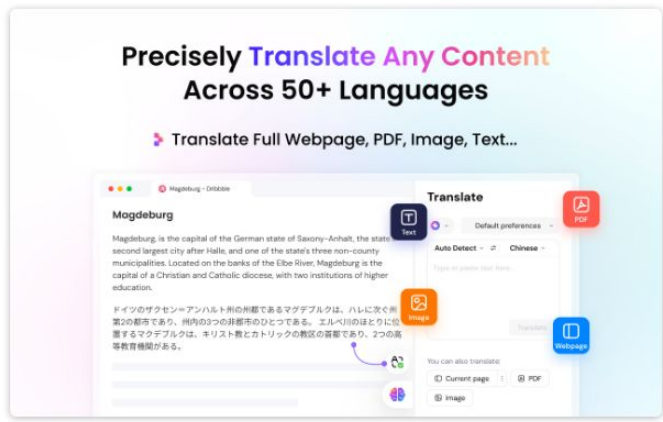 Precisely Translate Any Content
Across 50+ Languages
Translate Full Webpage, PDF, Image, Text...
Magdeburg - Dribbble
Magdeburg
Magdeburg, is the capital of the German state of Saxony-Anhalt, the state
second largest city after Halle, and one of the state's three non-county
municipalities. Located on the banks of the Elbe River, Magdeburg is the
capital of a Christian and Catholic diocese, with two institutions of higher
education.
ドイツのザクセン＝アンハルト州の州都であるマグデブルクは、ハレに次ぐ州
第2の都市であり、州内の3つの非郡市のひとつである。 エルベ川のほとりに位
置するマクデブルクは、キリスト教とカトリックの教区の首都であり、2つの高
等教育機関がある。
Text
Image
Translate
PDF
Default preferences
Auto Detect
Chinese
Type or paste text here...
Translate
Webpage
You can also translate:
Current page
PDF
Image